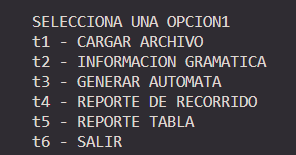 SELECCIONA UNA OPCION1
t1 - CARGAR ARCHIVO
t2 - INFORMACION GRAMATICA
t3 - GENERAR AUTOMATA
t4 - REPORTE DE RECORRIDO
t5 - REPORTE TABLA
t6 - SALIR